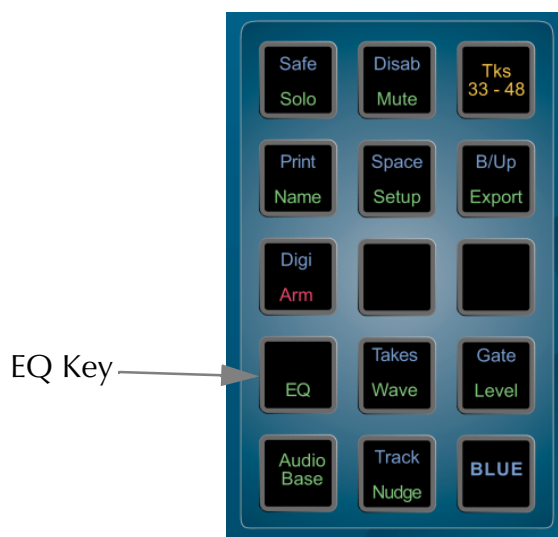 Safe
Solo
Disab
Mute
Tks
33 - 48
Print
Name
Space
Setup
B/Up
Export
Digi
Arm
EQ Key
EQ
Takes
Wave
Gate
Level
Audio
Base
Track
Nudge
BLUE